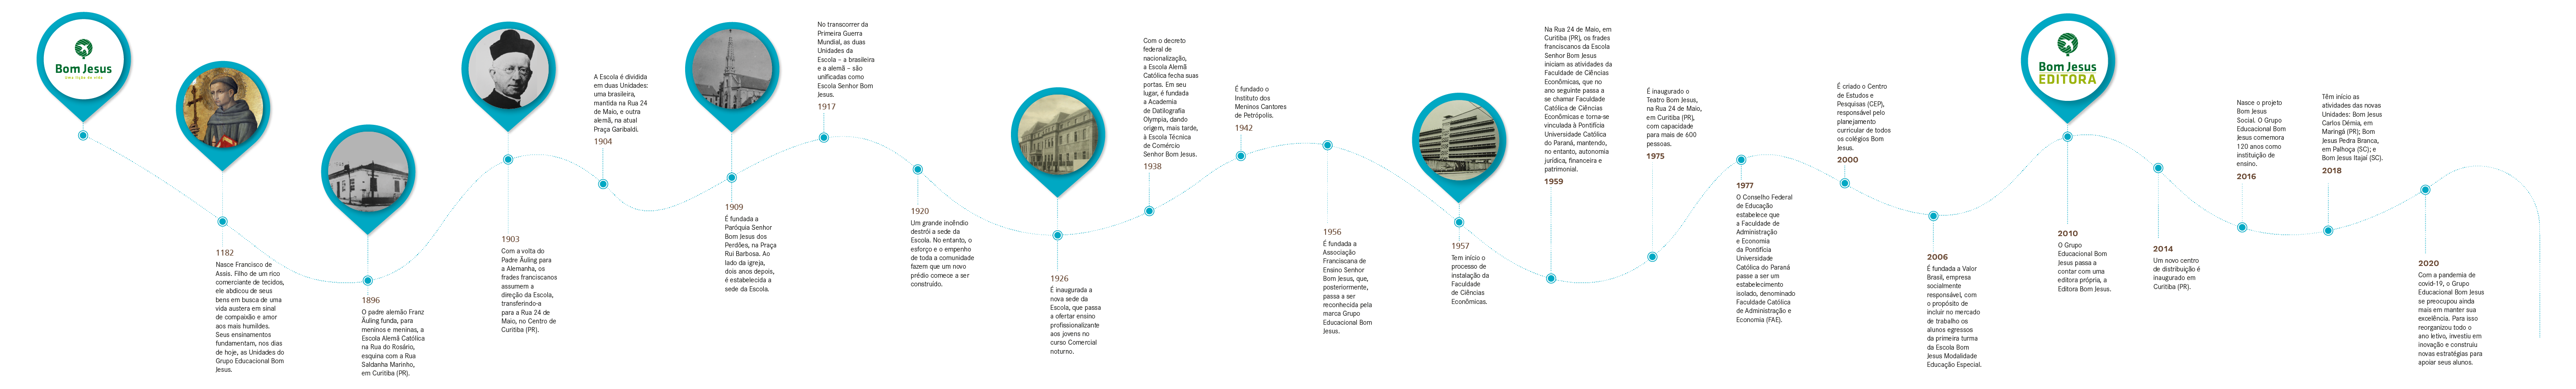 Bom Jesus
uma lição de vida
1182
Nasce Francisco de
Assis. Filho de um rico
comerciante de tecidos,
ele abdicou de seus
bens em busca de uma
vida austera em sinal
de compaixão e amor
aos mais humildes.
Seus ensinamentos
fundamentam, nos dias
de hoje, as Unidades do
Grupo Educacional Bom
Jesus.
1896
O padre alemão Franz
Äuling funda, para
meninos e meninas, a
Escola Alemã Católica
na Rua do Rosário,
esquina com a Rua
Saldanha Marinho,
em Curitiba (PR).
1903
Com a volta do
Padre Äuling para
a Alemanha, os
frades franciscanos
assumem a
direção da Escola,
transferindo-a
para a Rua 24 de
Maio, no Centro de
Curitiba (PR).
A Escola é dividida
em duas Unidades:
uma brasileira,
mantida na Rua 24
de Maio, e outra
alemã, na atual
Praça Garibaldi.
1904
1909
É fundada a
Paróquia Senhor
Bom Jesus dos
Perdões, na Praça
Rui Barbosa. Ao
lado da igreja,
dois anos depois,
é estabelecida a
sede da Escola.
No transcorrer da
Primeira Guerra
Mundial, as duas
Unidades da
Escola – a brasileira
e a alemã – são
unificadas como
Escola Senhor Bom
Jesus.
1917
1920
Um grande incêndio
destrói a sede da
Escola. No entanto, o
esforço e o empenho
de toda a comunidade
fazem que um novo
prédio comece a ser
construído.
1926
É inaugurada a
nova sede da
Escola, que passa
a ofertar ensino
profissionalizante
aos jovens no
curso Comercial
noturno.
Com o decreto
federal de
nacionalização,
a Escola Alemã
Católica fecha suas
portas. Em seu
lugar, é fundada
a Academia
de Datilografia
Olympia, dando
origem, mais tarde,
à Escola Técnica
de Comércio
Senhor Bom Jesus.
1938
É fundado o
Instituto dos
Meninos Cantores
de Petrópolis.
1942
1956
É fundada a
Associação
Franciscana de
Ensino Senhor
Bom Jesus, que,
posteriormente,
passa a ser
reconhecida pela
marca Grupo
Educacional Bom
Jesus.
1957
Tem início o
processo de
instalação da
Faculdade
de Ciências
Econômicas.
Na Rua 24 de Maio, em
Curitiba (PR), os frades
franciscanos da Escola
Senhor Bom Jesus
iniciam as atividades da
Faculdade de Ciências
Econômicas, que no
ano seguinte passa a
se chamar Faculdade
Católica de Ciências
Econômicas e torna-se
vinculada à Pontifícia
Universidade Católica
do Paraná, mantendo,
no entanto, autonomia
jurídica, financeira e
patrimonial.
1959
É inaugurado o
Teatro Bom Jesus,
na Rua 24 de Maio,
em Curitiba (PR),
com capacidade
para mais de 600
pessoas.
1975
1977
O Conselho Federal
de Educação
estabelece que
a Faculdade de
Administração
e Economia
da Pontifícia
Universidade
Católica do Paraná
passe a ser um
estabelecimento
isolado, denominado
Faculdade Católica
de Administração e
Economia (FAE).
É criado o Centro
de Estudos e
Pesquisas (CEP),
responsável pelo
planejamento
curricular de todos
os colégios Bom
Jesus.
2000
2006
É fundada a Valor
Brasil, empresa
socialmente
responsável, com
o propósito de
incluir no mercado
de trabalho os
alunos egressos
da primeira turma
da Escola Bom
Jesus Modalidade
Educação Especial.
Bom Jesus
EDITORA
2010
O Grupo
Educacional Bom
Jesus passa a
contar com uma
editora própria, a
Editora Bom Jesus.
2014
Um novo centro
de distribuição é
inaugurado em
Curitiba (PR).
Nasce o projeto
Bom Jesus
Social. O Grupo
Educacional Bom
Jesus comemora
120 anos como
instituição de
ensino.
2016
Têm início as
atividades das novas
Unidades: Bom Jesus
Carlos Démia, em
Maringá (PR); Bom
Jesus Pedra Branca,
em Palhoça (SC); e
Bom Jesus Itajaí (SC).
2018
2020
Com a pandemia de
covid-19, o Grupo
Educacional Bom Jesus
se preocupou ainda
mais em manter sua
excelência. Para isso
reorganizou todo o
ano letivo, investiu em
inovação e construiu
novas estratégias para
apoiar seus alunos.